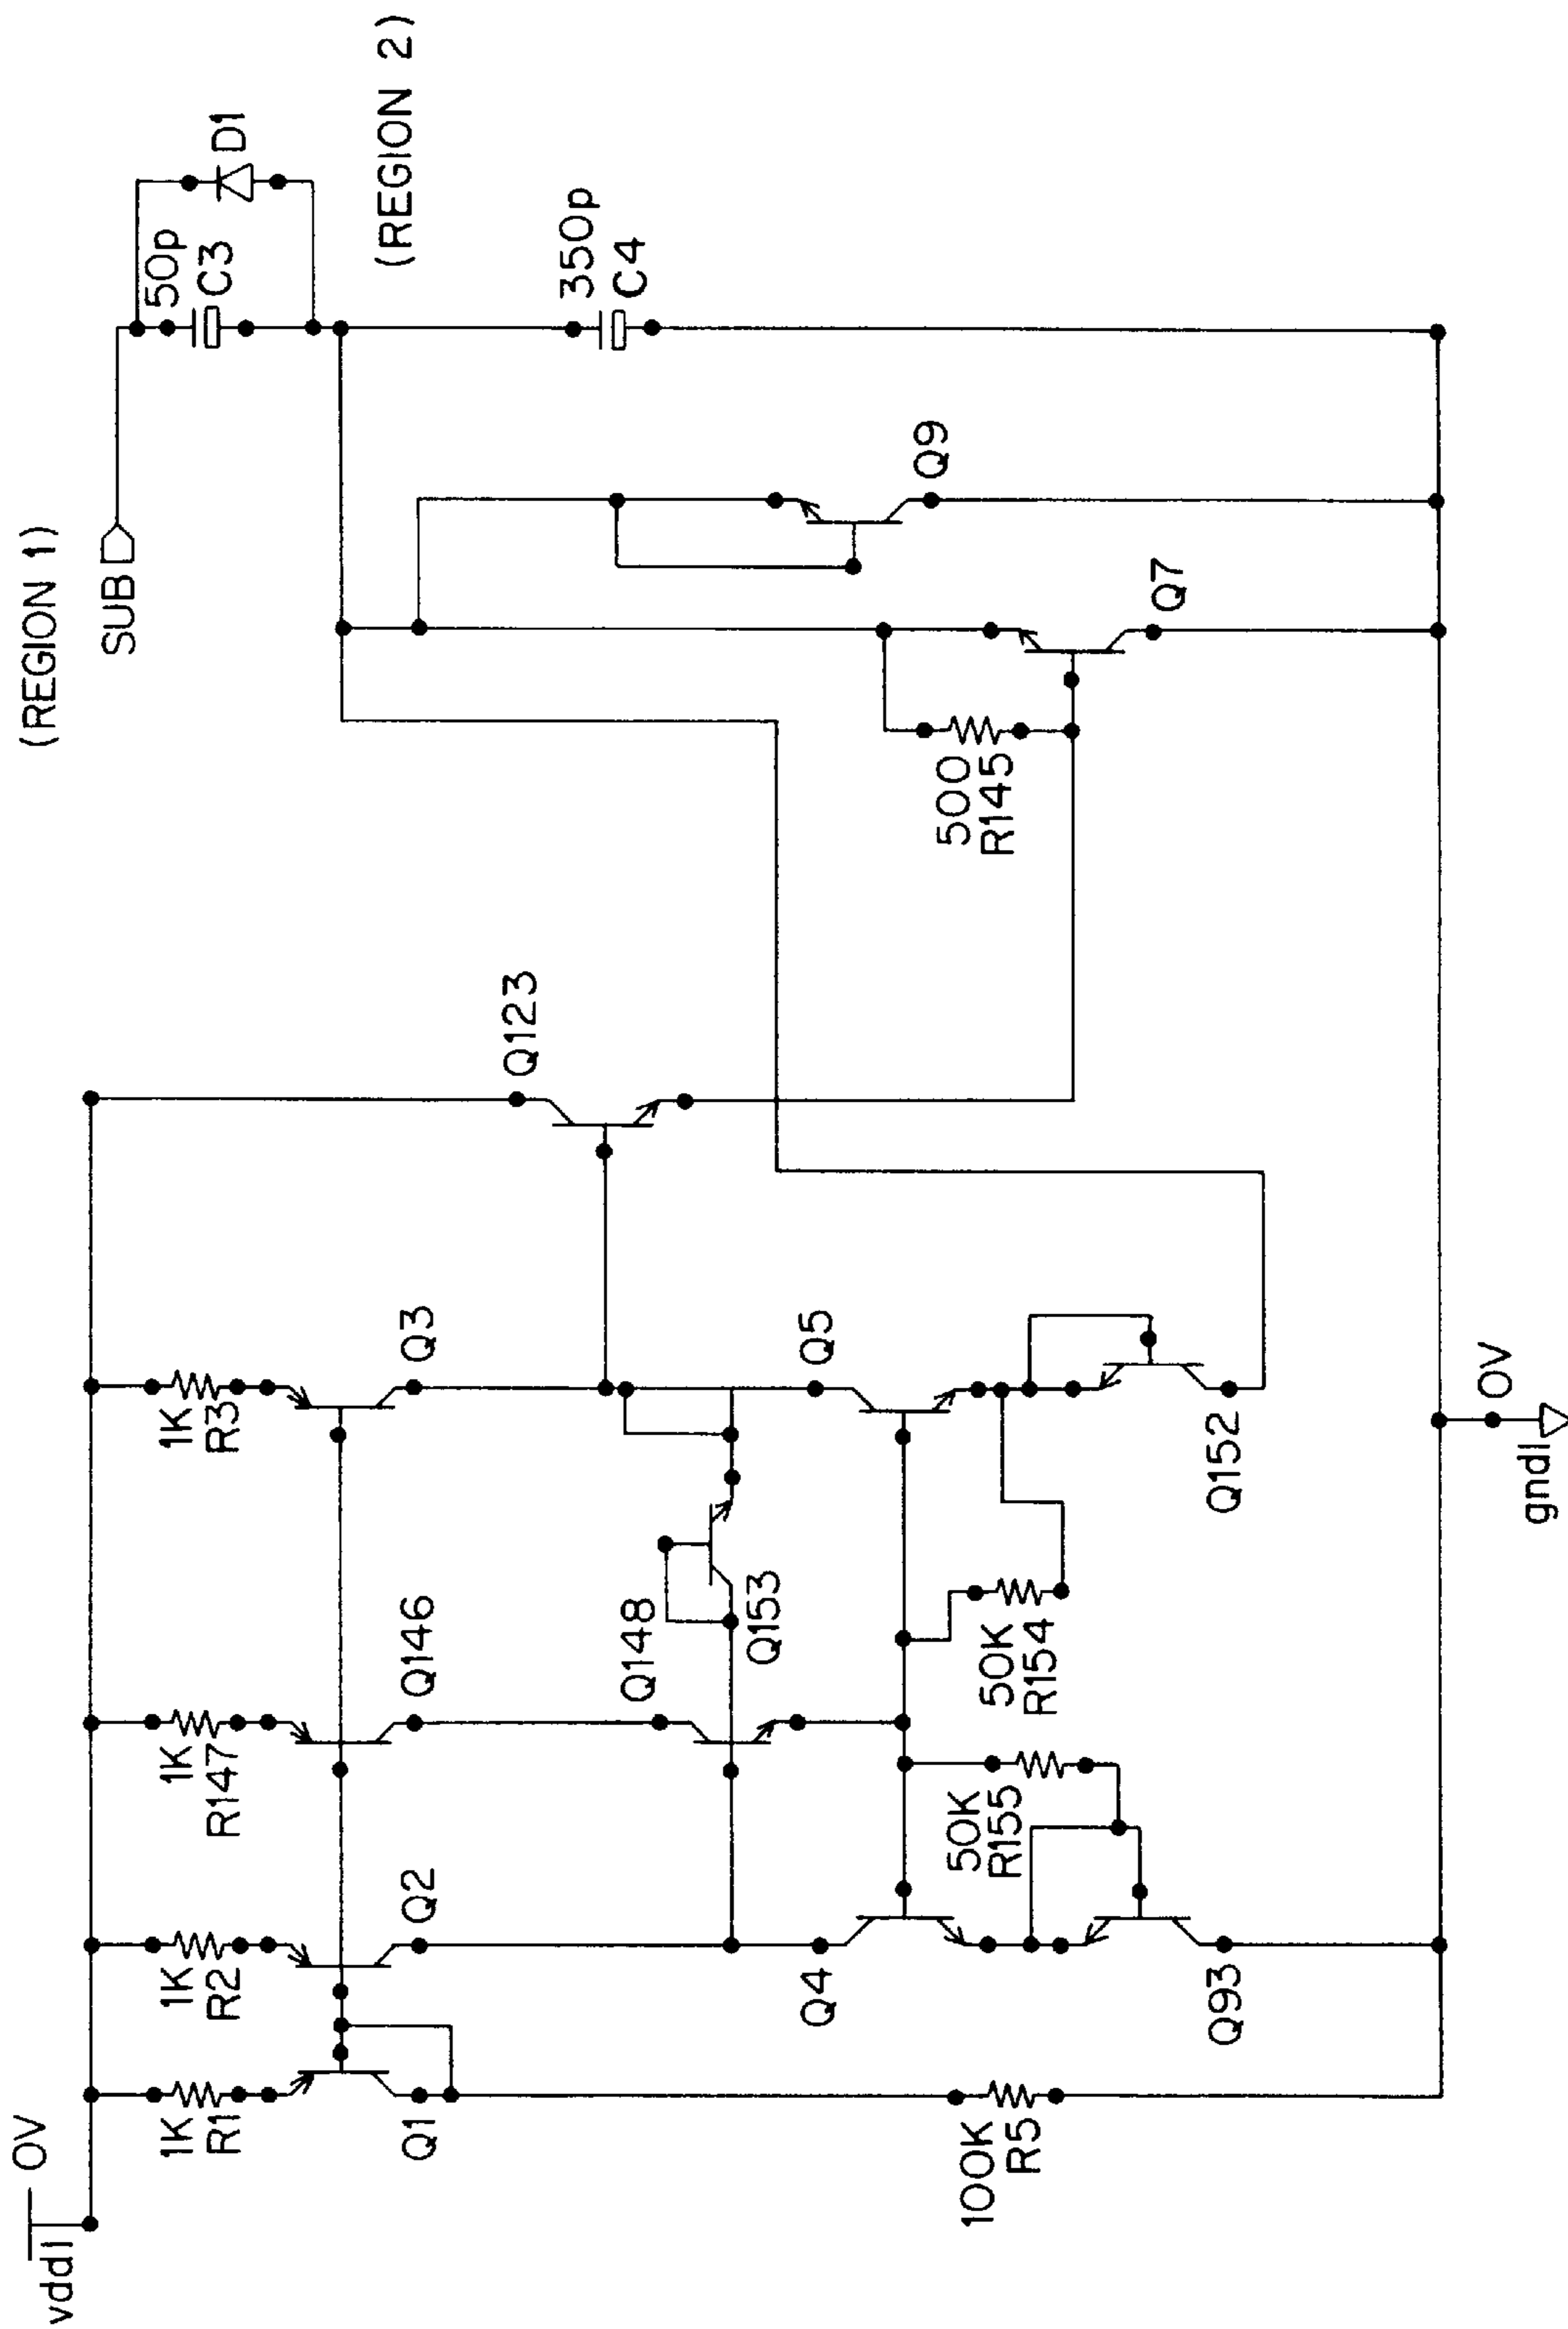 (REGION 1)
SUB
50p
C3
D1
(REGION 2)
350p
C4
Q9
Q7
500
R145
Q123
vddl
0V
1K
R1
1K
R2
1K
R147
1K
R3
Q1
Q2
Q146
Q3
Q148
Q153
Q4
Q5
100K
R5
50K
R155
50K
R154
Q93
Q152
gndl
0V